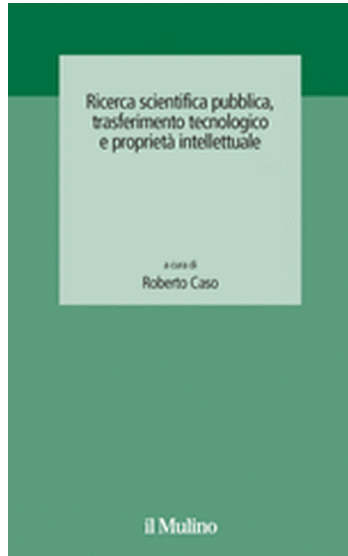 Ricerca scientifica pubblica,
trasferimento tecnologico
e proprietà intellettuale
a cura di
Roberto Caso
il Mulino